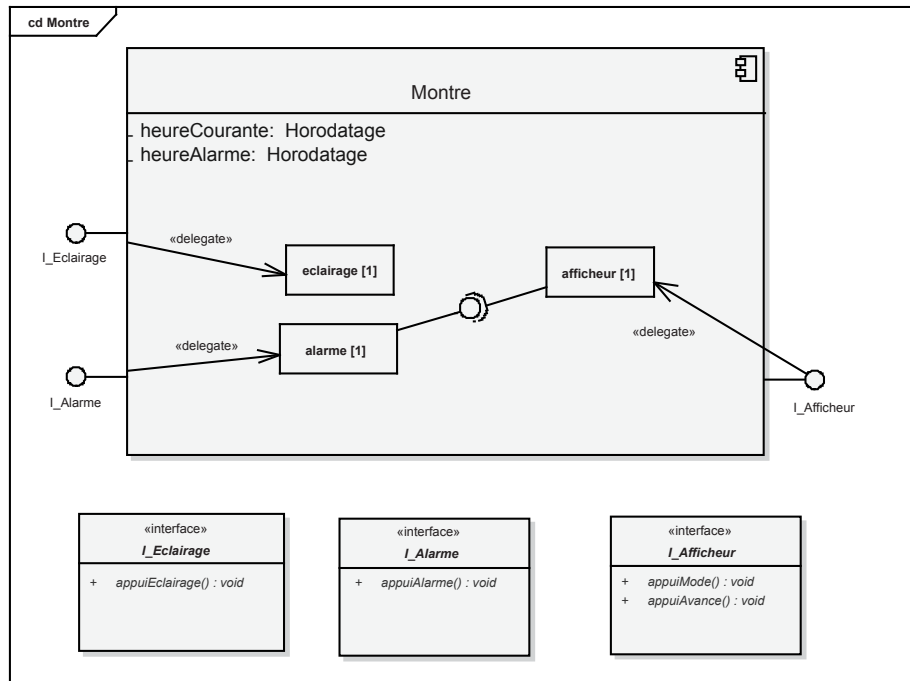 cd Montre
Montre
- heureCourante: Horodatage
- heureAlarme: Horodatage
I_Eclairage
«delegate»
eclairage [1]
afficheur [1]
«delegate»
I_Alarme
«delegate»
alarme [1]
I_Afficheur
«interface»
I_Eclairage
+ appuiEclairage() : void
«interface»
I_Alarme
+ appuiAlarme() : void
«interface»
I_Afficheur
+ appuiMode() : void
+ appuiAvance() : void